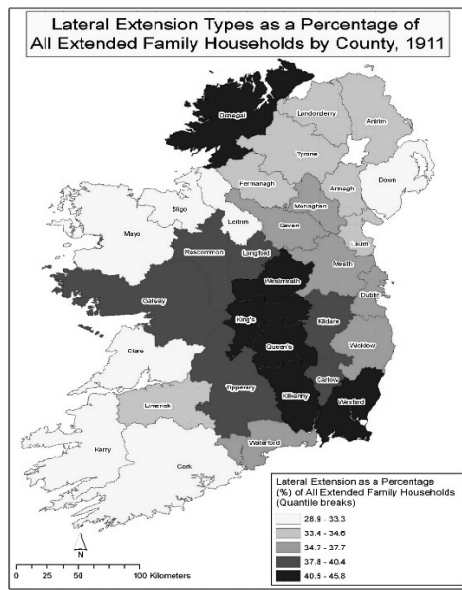 Lateral Extension Types as a Percentage of
All Extended Family Households by County, 1911
Donegal
Londonderry
Antrim
Tyrone
Fermanagh
Armagh
Down
Monaghan
Sligo
Leitrim
Cavan
Mayo
Louth
Roscommon
Longford
Meath
Westmeath
Galway
Dublin
King's
Kildare
Queen's
Wicklow
Clare
Carlow
Tipperary
Kilkenny
Wexford
Limerick
Waterford
Kerry
Cork
Lateral Extension as a Percentage
(%) of All Extended Family Households
(Quantile breaks)
28.9 - 33.3
33.4 - 34.6
34.7 - 37.7
37.8 - 40.4
40.5 - 45.8
N
0 25 50 100 Kilometers